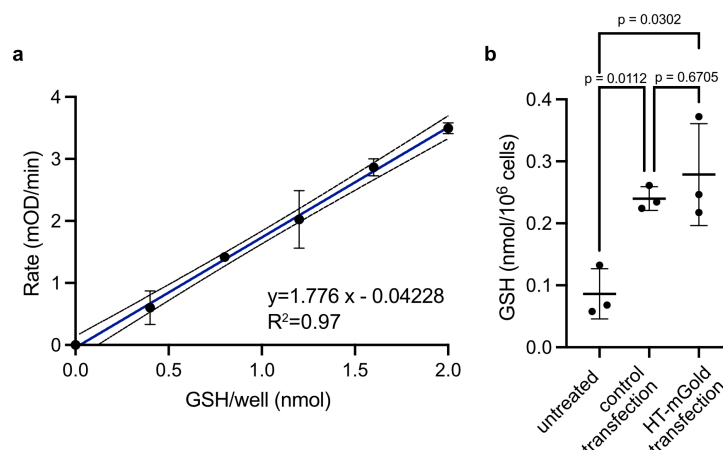 a
4
3
2
1
0
Rate (mOD/min)
0.0
0.5
1.0
1.5
2.0
GSH/well (nmol)
y=1.776 x - 0.04228
R²=0.97
b
p = 0.0302
p = 0.0112
p = 0.6705
0.4
0.3
0.2
0.1
0.0
GSH (nmol/10⁶ cells)
untreated
control
transfection
HT-mGold
transfection